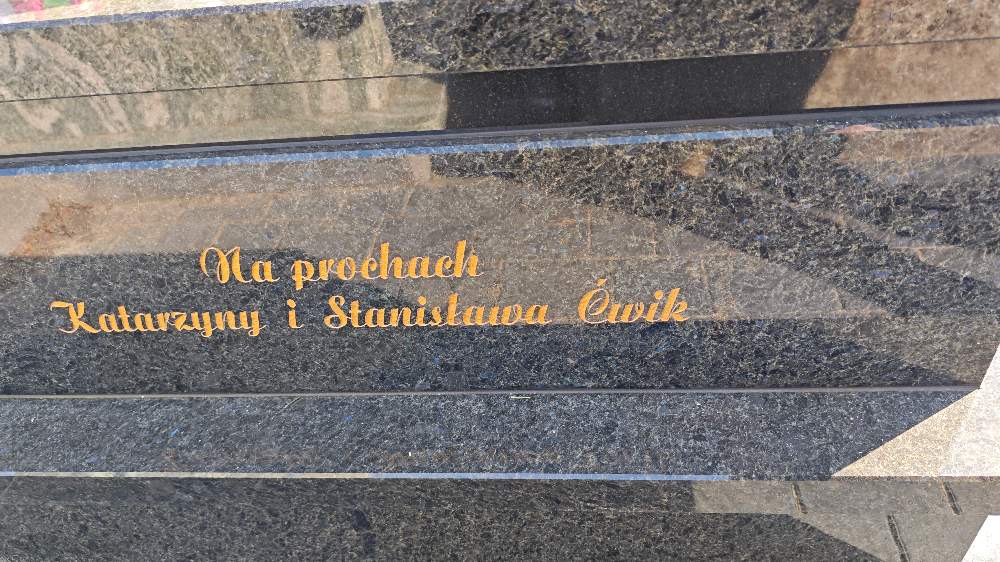 Na prochach
Katarzyny i Stanisława Ćwik